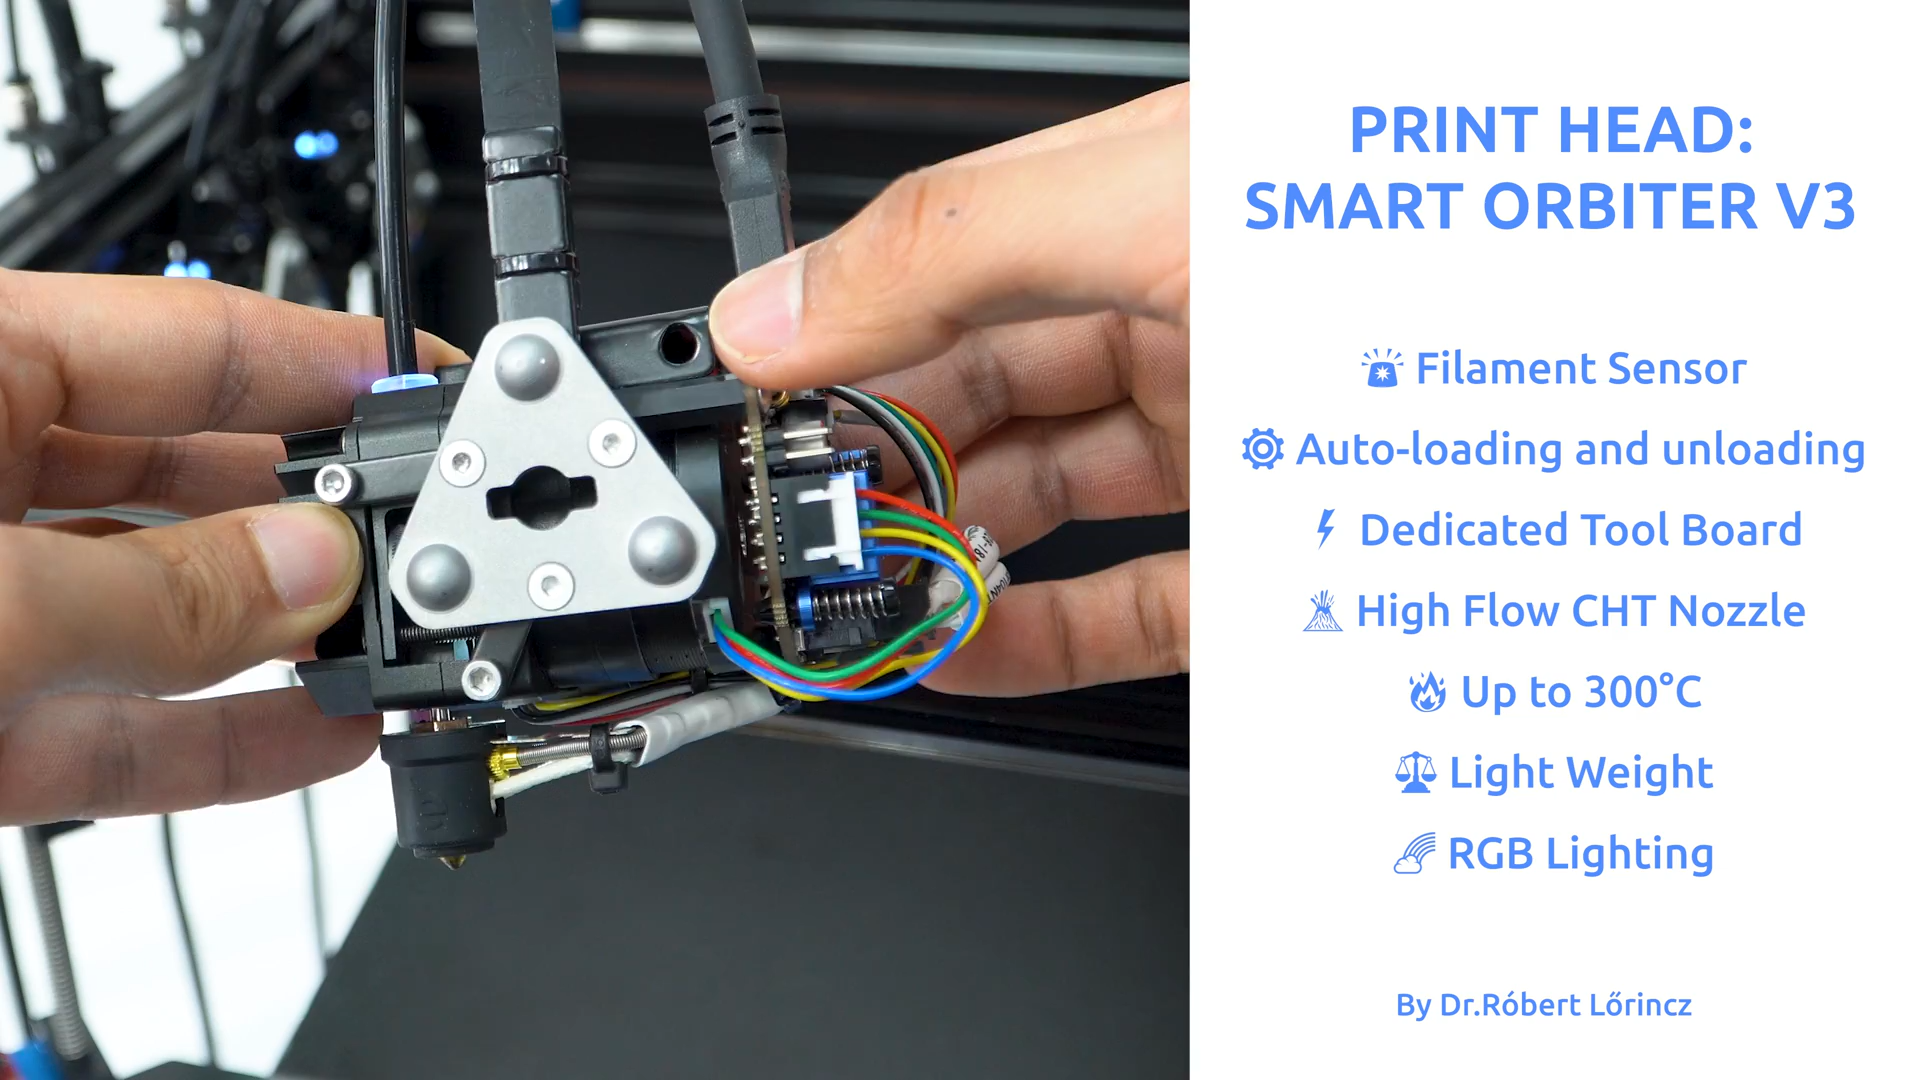 PRINT HEAD:
SMART ORBITER V3
Filament Sensor
Auto-loading and unloading
Dedicated Tool Board
High Flow CHT Nozzle
Up to 300°C
Light Weight
RGB Lighting
By Dr.Róbert Lőrincz